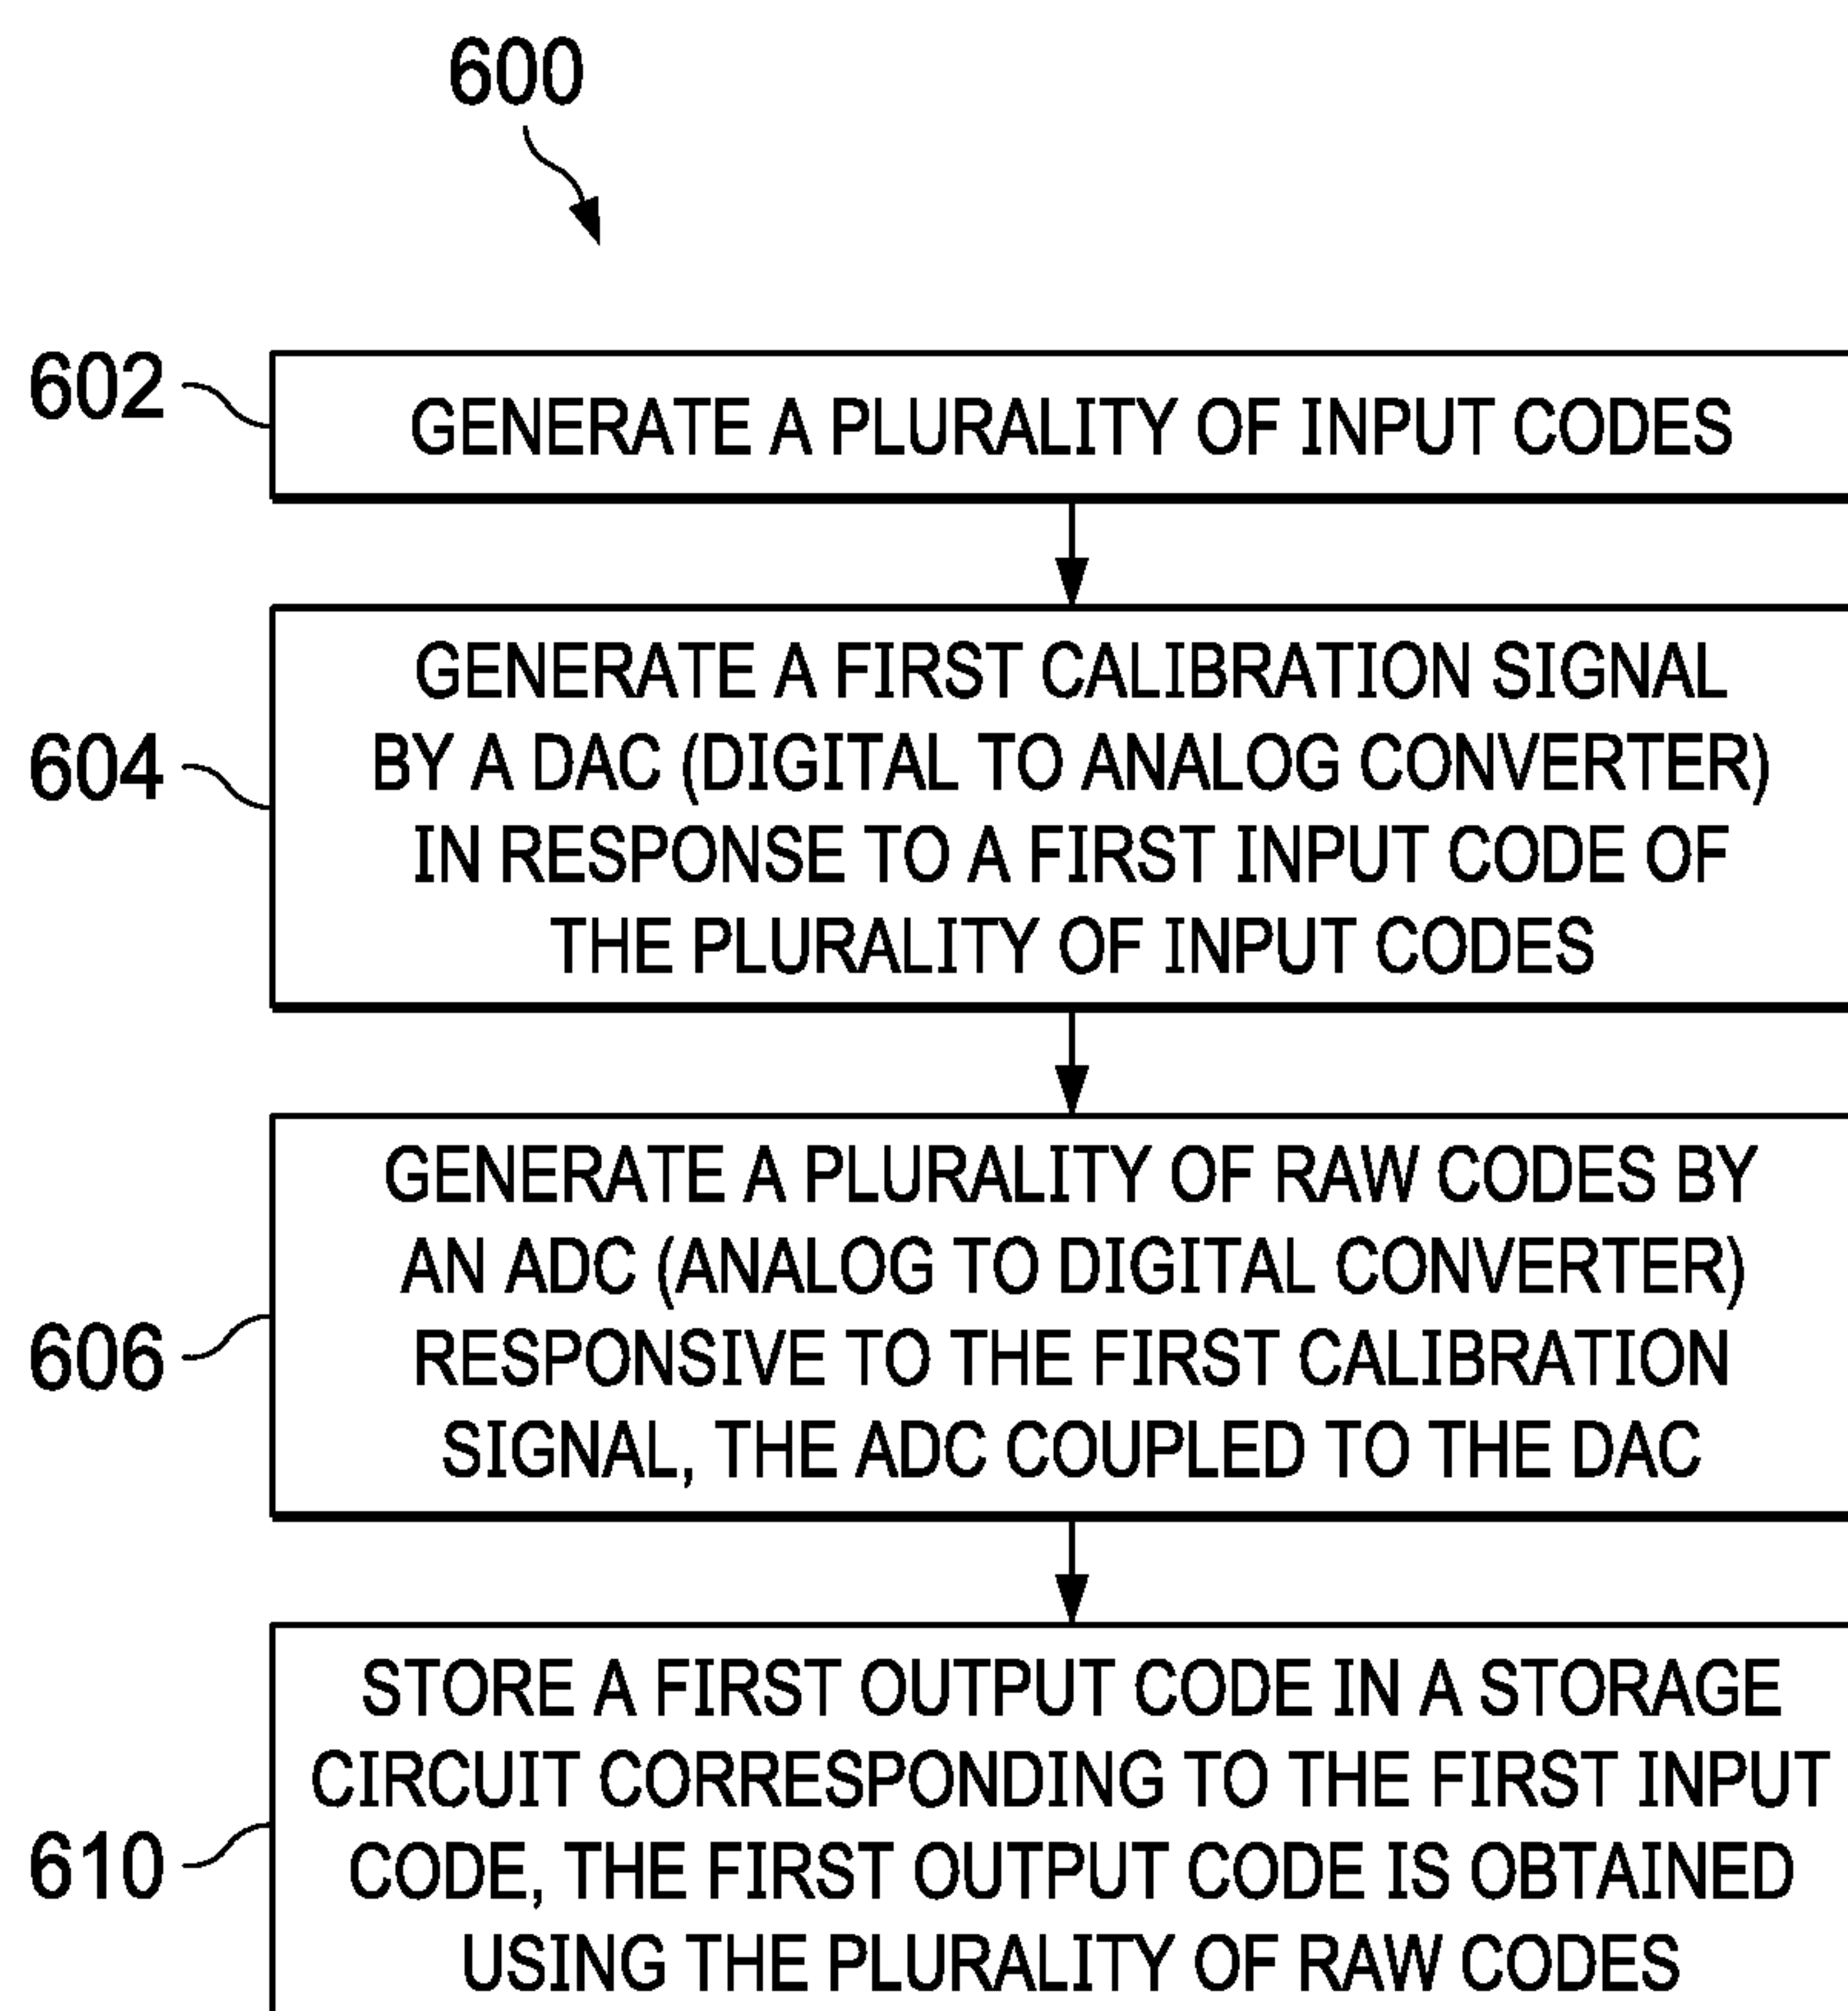 600
602
GENERATE A PLURALITY OF INPUT CODES
GENERATE A FIRST CALIBRATION SIGNAL
604
BY A DAC (DIGITAL TO ANALOG CONVERTER)
IN RESPONSE TO A FIRST INPUT CODE OF
THE PLURALITY OF INPUT CODES
GENERATE A PLURALITY OF RAW CODES BY
AN ADC (ANALOG TO DIGITAL CONVERTER)
606
RESPONSIVE TO THE FIRST CALIBRATION
SIGNAL, THE ADC COUPLED TO THE DAC
STORE A FIRST OUTPUT CODE IN A STORAGE
CIRCUIT CORRESPONDING TO THE FIRST INPUT
610
CODE, THE FIRST OUTPUT CODE IS OBTAINED
USING THE PLURALITY OF RAW CODES